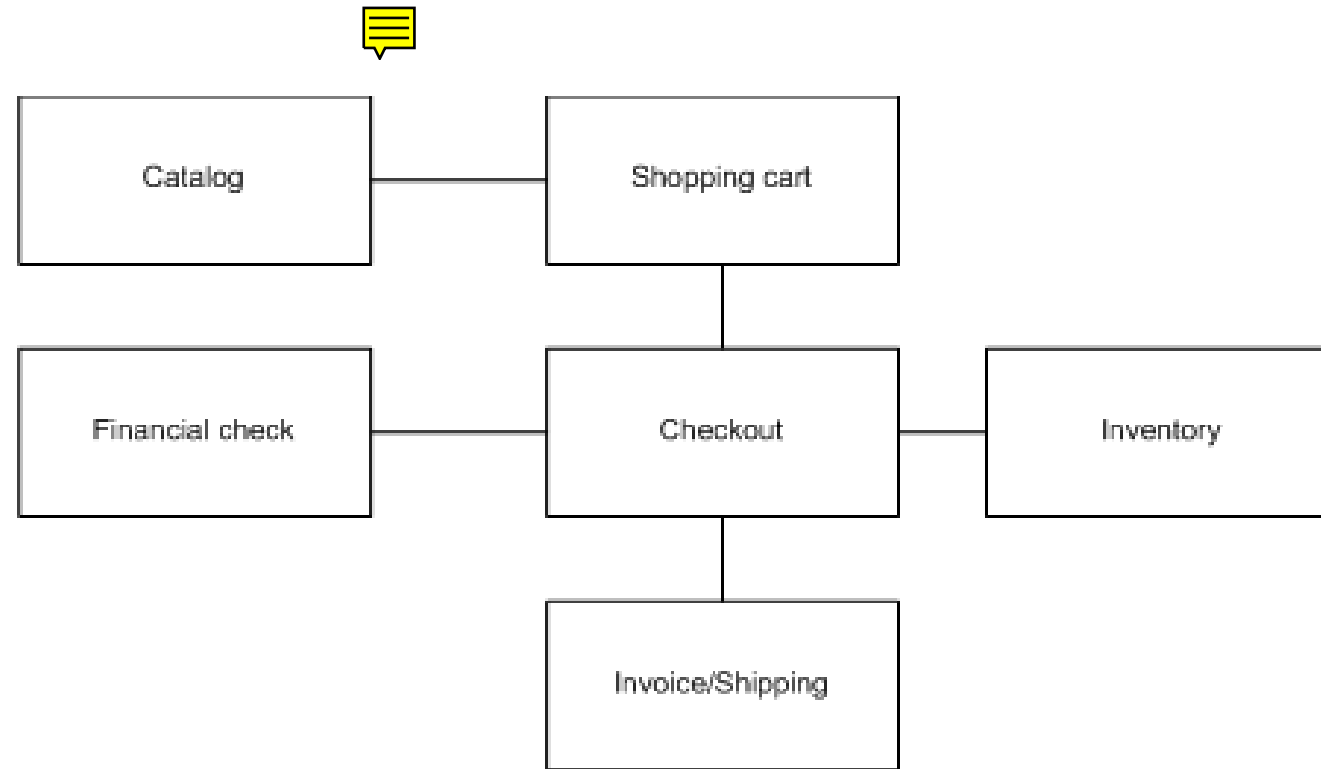 Catalog
Shopping cart
Financial check
Checkout
Inventory
Invoice/Shipping